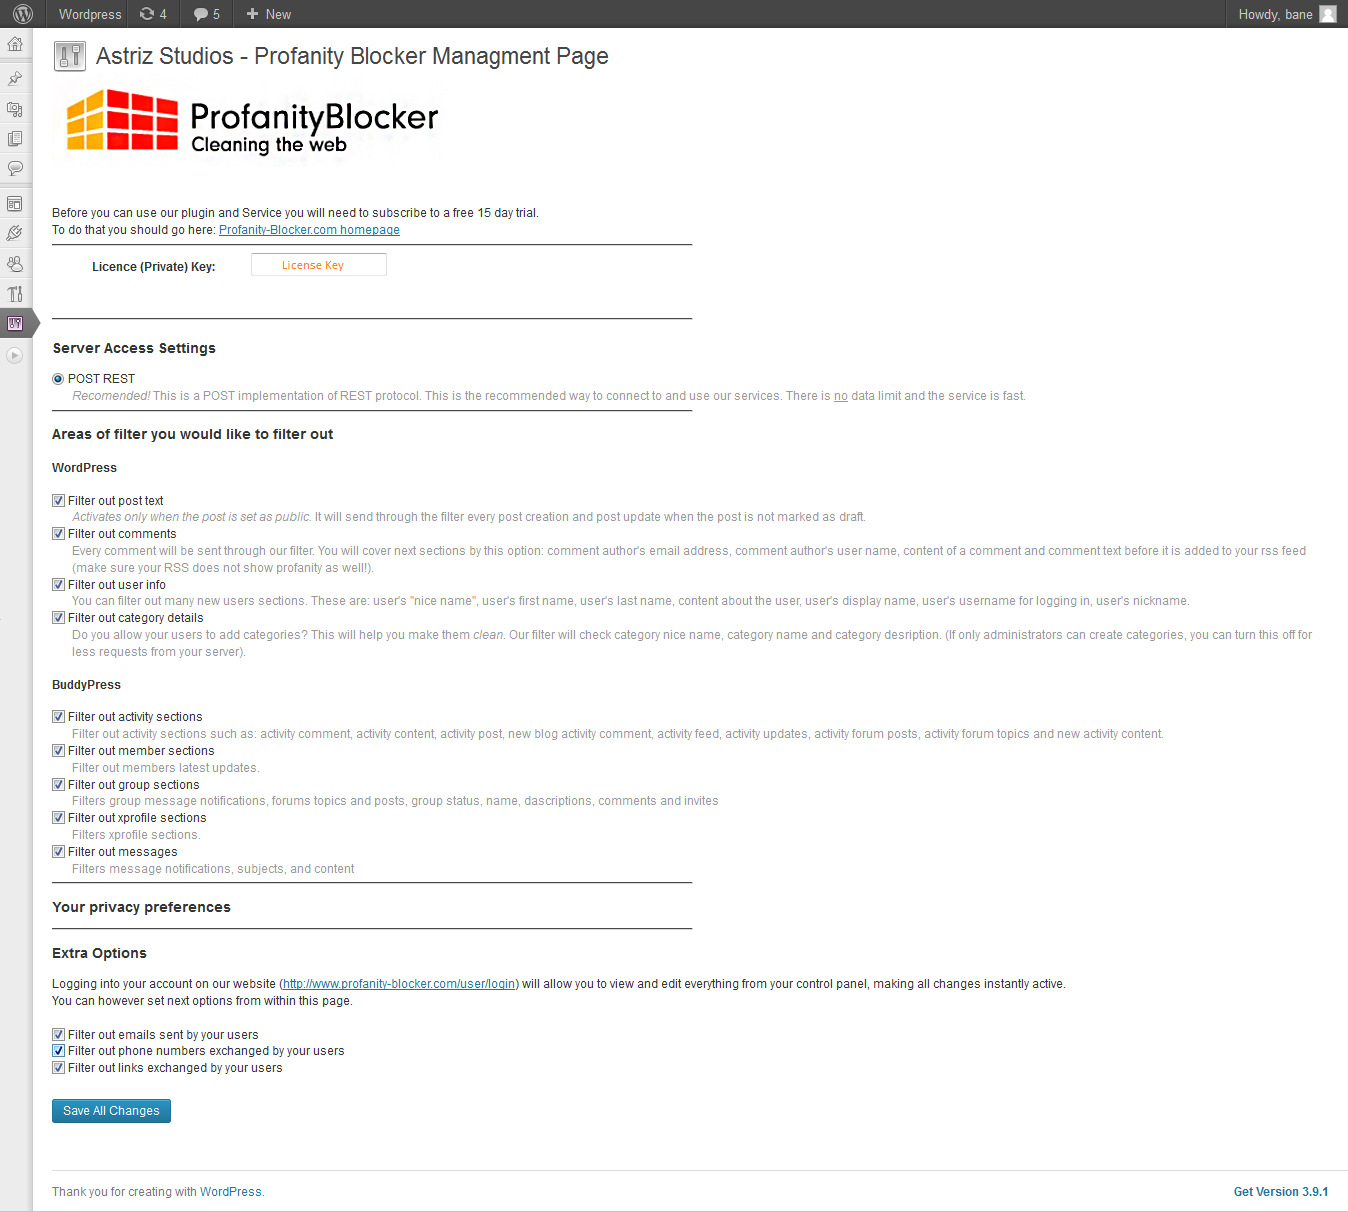 Wordpress 4 5 New Howdy, bane
Astriz Studios - Profanity Blocker Managment Page
ProfanityBlocker
Cleaning the web
Before you can use our plugin and Service you will need to subscribe to a free 15 day trial.
To do that you should go here: Profanity-Blocker.com homepage
Licence (Private) Key: License Key
Server Access Settings
POST REST
Recomended! This is a POST implementation of REST protocol. This is the recommended way to connect to and use our services. There is no data limit and the service is fast.
Areas of filter you would like to filter out
WordPress
Filter out post text
Activates only when the post is set as public. It will send through the filter every post creation and post update when the post is not marked as draft.
Filter out comments
Every comment will be sent through our filter. You will cover next sections by this option: comment author's email address, comment author's user name, content of a comment and comment text before it is added to your rss feed
(make sure your RSS does not show profanity as well!).
Filter out user info
You can filter out many new users sections. These are: user's "nice name", user's first name, user's last name, content about the user, user's display name, user's username for logging in, user's nickname.
Filter out category details
Do you allow your users to add categories? This will help you make them clean. Our filter will check category nice name, category name and category desription. (If only administrators can create categories, you can turn this off for
less requests from your server).
BuddyPress
Filter out activity sections
Filter out activity sections such as: activity comment, activity content, activity post, new blog activity comment, activity feed, activity updates, activity forum posts, activity forum topics and new activity content.
Filter out member sections
Filter out members latest updates.
Filter out group sections
Filters group message notifications, forums topics and posts, group status, name, dascriptions, comments and invites
Filter out xprofile sections
Filters xprofile sections.
Filter out messages
Filters message notifications, subjects, and content
Your privacy preferences
Extra Options
Logging into your account on our website (http://www.profanity-blocker.com/user/login) will allow you to view and edit everything from your control panel, making all changes instantly active.
You can however set next options from within this page.
Filter out emails sent by your users
Filter out phone numbers exchanged by your users
Filter out links exchanged by your users
Save All Changes
Thank you for creating with WordPress. Get Version 3.9.1